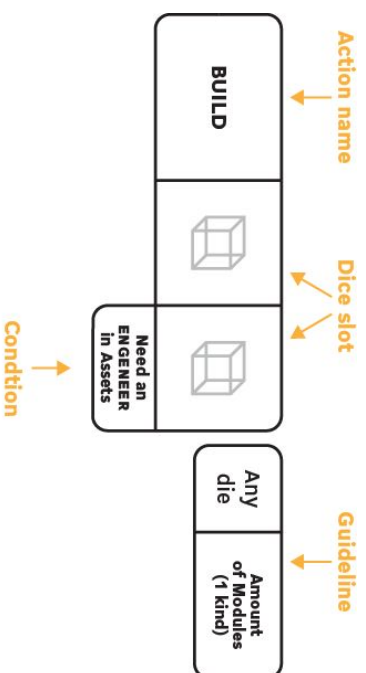 Action name
Dice slot
Guideline
BUILD
Any
die
Amount
of Modules
(1 kind)
Need an
ENGENEER
in Assets
Condtion